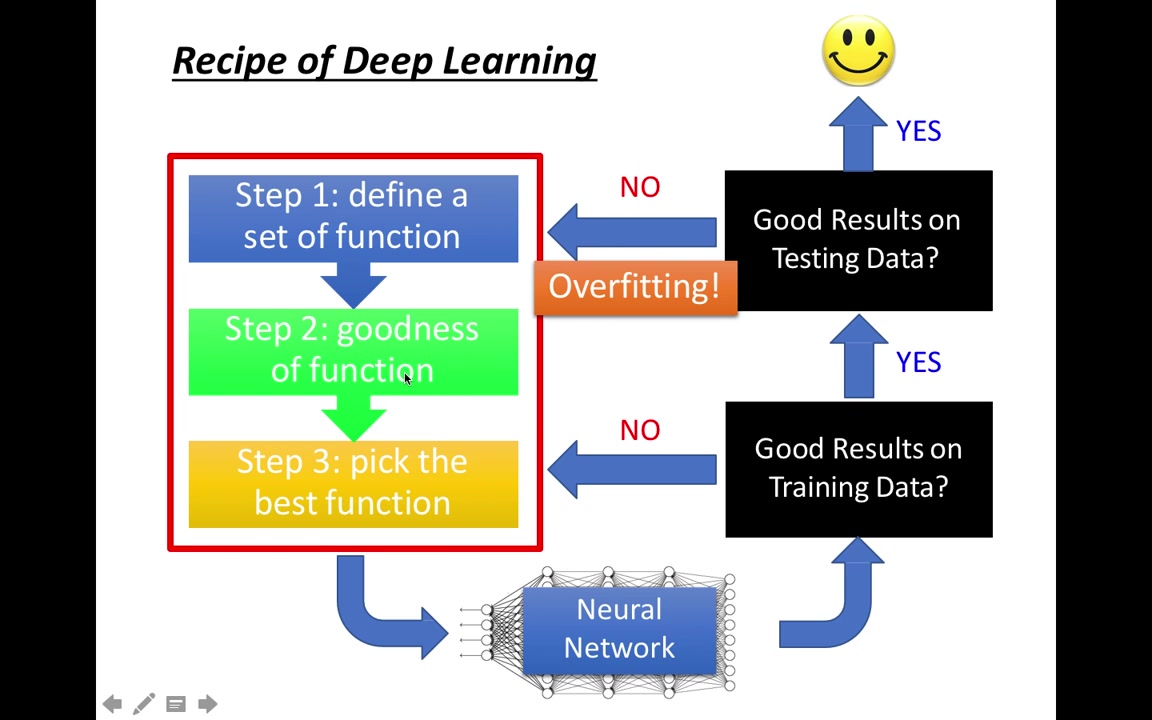 Recipe of Deep Learning
YES
NO
Step 1: define a
set of function
Good Results on
Testing Data?
Overfitting!
Step 2: goodness
of function
YES
NO
Step 3: pick the
best function
Good Results on
Training Data?
Neural
Network